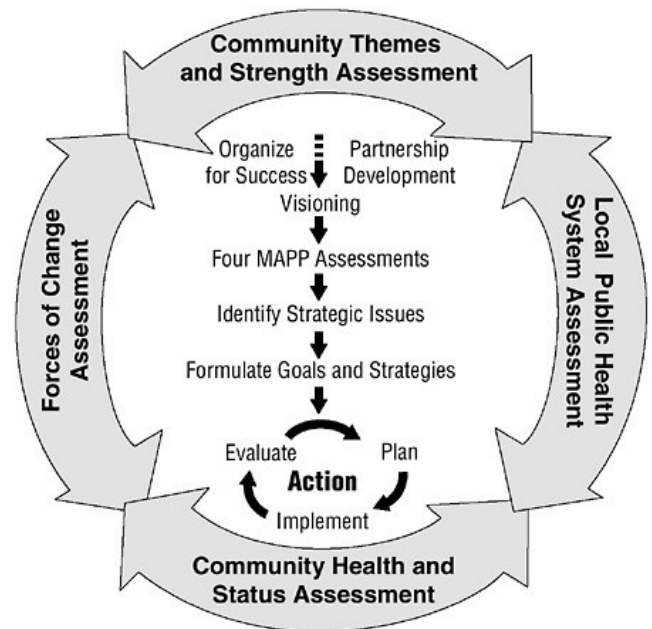 Community Themes
and Strength Assessment
Organize
for Success
Partnership
Development
Visioning
Four MAPP Assessments
Identify Strategic Issues
Formulate Goals and Strategies
Evaluate
Plan
Action
Implement
Forces of Change
Assessment
Local Public Health
System Assessment
Community Health and
Status Assessment